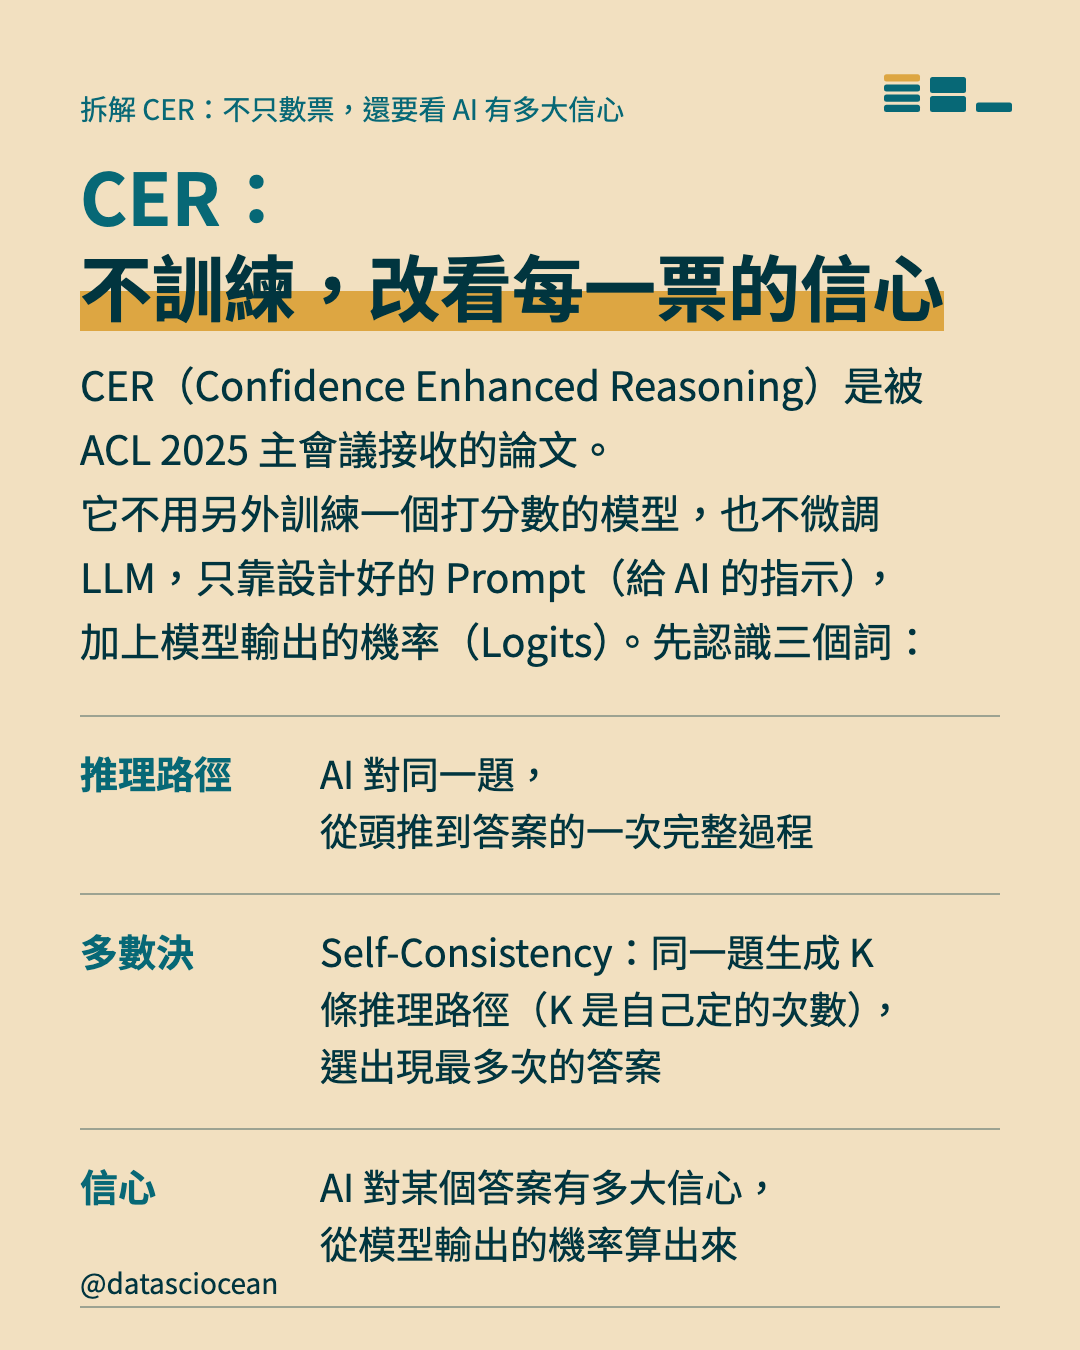 拆解 CER：不只數票，還要看 AI 有多大信心
CER：
不訓練，改看每一票的信心
CER（Confidence Enhanced Reasoning）是被
ACL 2025 主會議接收的論文。
它不用另外訓練一個打分數的模型，也不微調
LLM，只靠設計好的 Prompt（給 AI 的指示），
加上模型輸出的機率（Logits）。先認識三個詞：
推理路徑
AI 對同一題，
從頭推到答案的一次完整過程
多數決
Self-Consistency：同一題生成 K
條推理路徑（K 是自己定的次數），
選出現最多次的答案
信心
AI 對某個答案有多大信心，
從模型輸出的機率算出來
@datasciocean